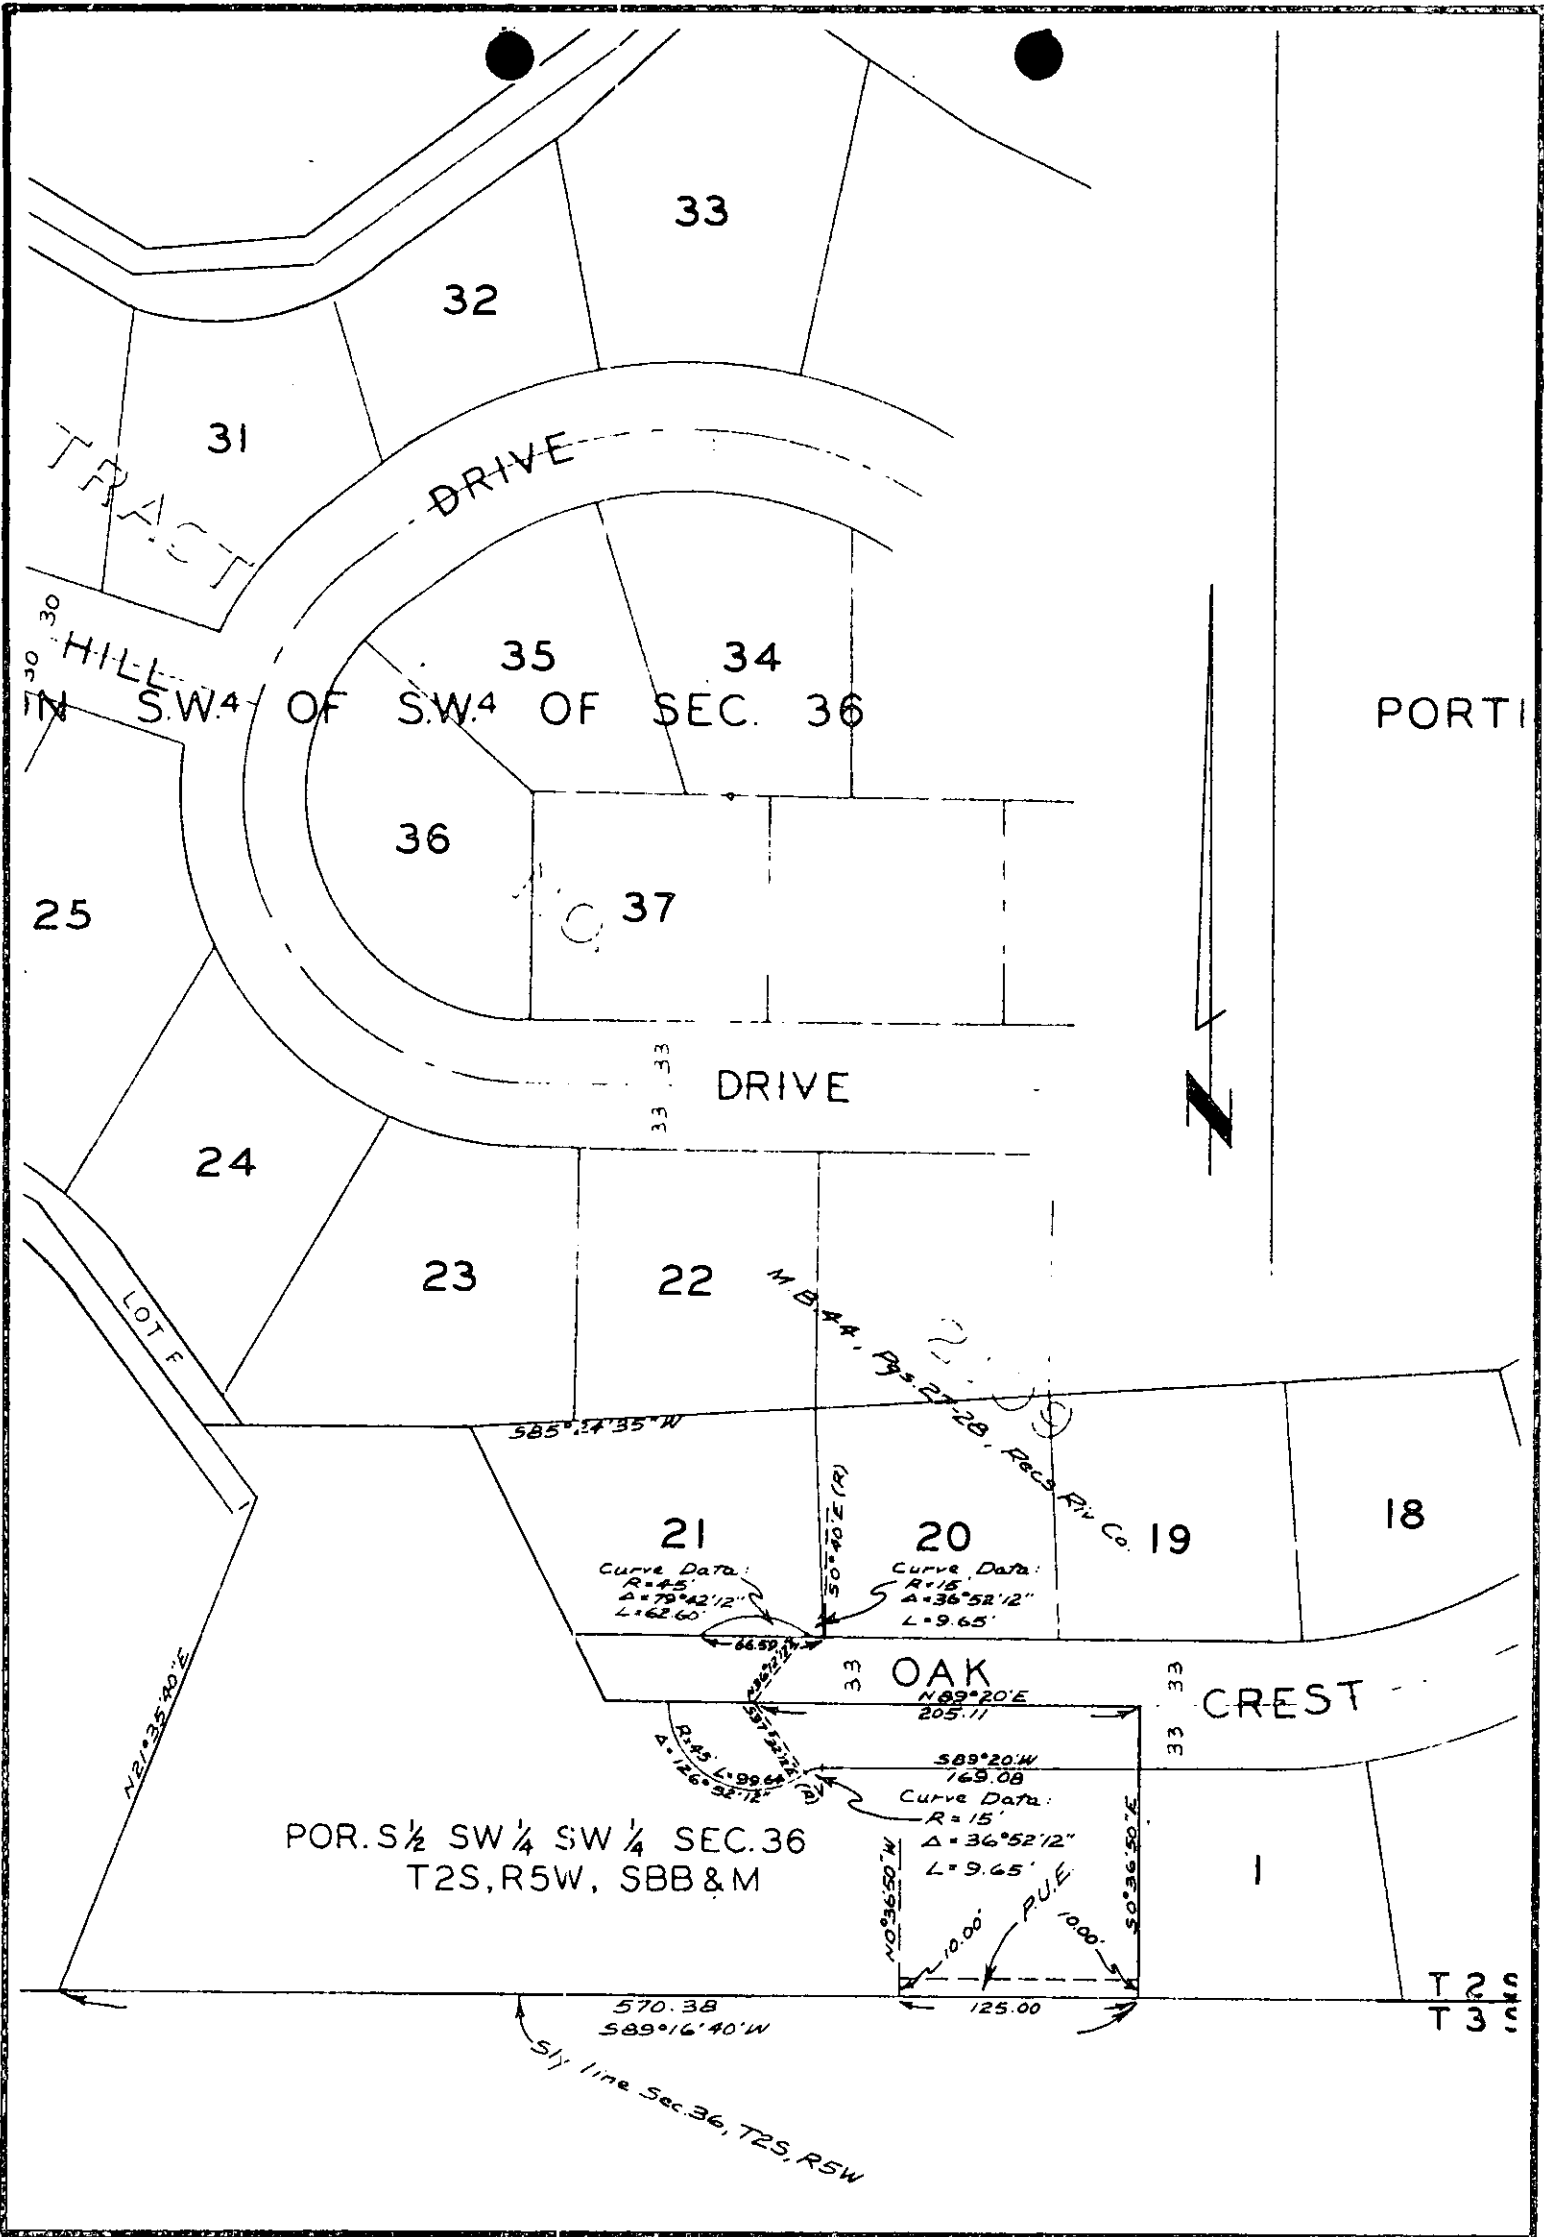 33
32
31
TRACT
DRIVE
30
30
HILL
35
34
S.W.4 OF S.W.4 OF SEC. 36
PORTI
36
37
25
33
33
DRIVE
24
23
22
LOT F
M.B. 44, Pgs. 27-28, Recs Riv Co.
S85°24'35"W
S0°40'E (R)
21
Curve Data:
R=45'
Δ=79°42'12"
L=62.60'
20
Curve Data:
R=15'
Δ=36°52'12"
L=9.65'
19
18
66.59'
33
OAK
N89°20'E
205.11
33
33
CREST
N21°35'40"E
R=45'
L=99.64
Δ=126°52'12"
S89°20'W
169.08
Curve Data:
R=15'
Δ=36°52'12"
L=9.65'
POR. S½ SW¼ SW¼ SEC. 36
T2S, R5W, SBB&M
N0°36'50"W
S0°36'50"E
P.U.E.
10.00'
10.00'
1
570.38
S89°16'40"W
125.00
T2S
T3
Sly line Sec. 36, T2S, R5W